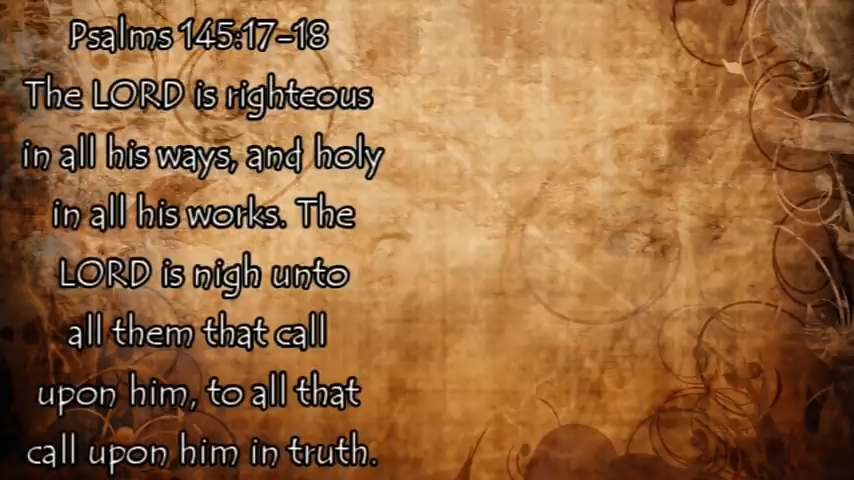 Psalms 145:17-18
The LORD is righteous
in all his ways, and holy
in all his works. The
LORD is nigh unto
all them that call
upon him, to all that
call upon him in truth.